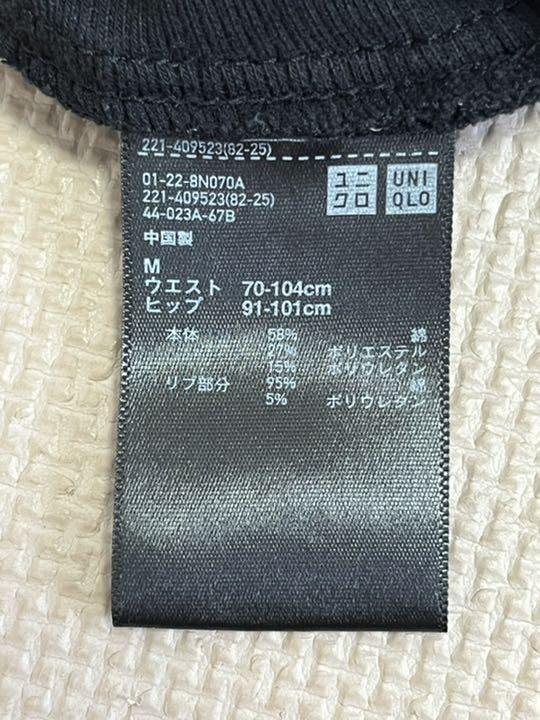 221-409523(82-25)
01-22-8N070A
221-409523(82-25)
44-023A-67B
ユニクロ
UNIQLO
中国製
M
ウエスト 70-104cm
ヒップ 91-101cm
本体 58% 綿
27% ポリエステル
15% ポリウレタン
リブ部分 95% 綿
5% ポリウレタン